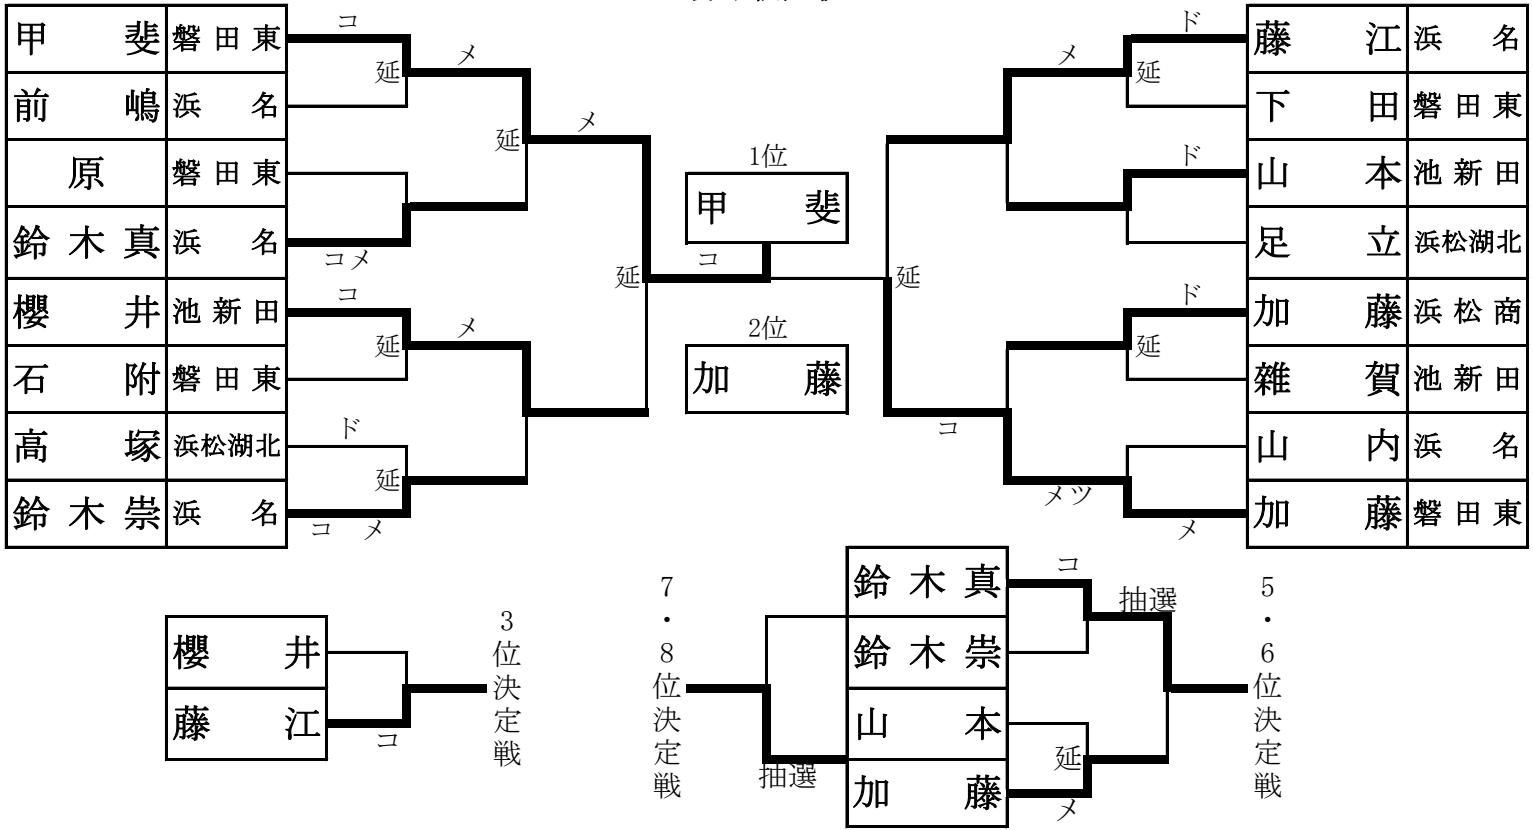 甲斐 磐田東
前嶋 浜名
原 磐田東
鈴木真 浜名
櫻井 池新田
石附 磐田東
高塚 浜松湖北
鈴木崇 浜名
コ
延
メ
延
メ
コメ
コ
延
メ
ド
延
コ メ
延
コ
1位
甲斐
2位
加藤
延
コ
メ
ド
延
ド
ド
延
メツ
メ
藤江 浜名
下田 磐田東
山本 池新田
足立 浜松湖北
加藤 浜松商
雑賀 池新田
山内 浜名
加藤 磐田東
櫻井
藤江
コ
3位決定戦
7・8位決定戦
抽選
鈴木真
鈴木崇
山本
加藤
コ
抽選
延
メ
5・6位決定戦